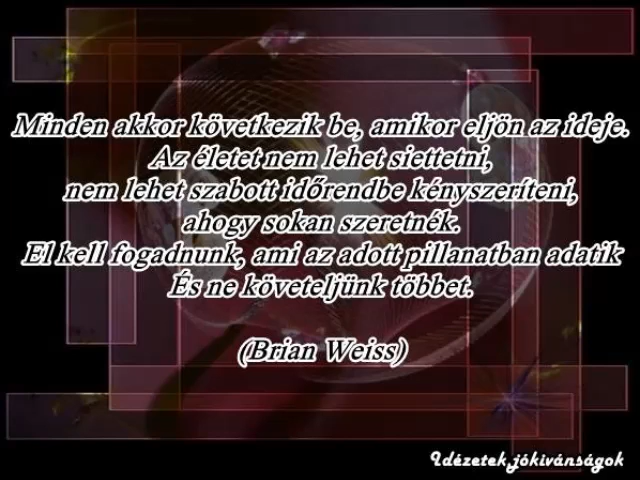 Minden akkor következik be, amikor eljön az ideje.
Az életet nem lehet siettetni,
nem lehet szabott időrendbe kényszeríteni,
ahogy sokan szeretnék.
El kell fogadnunk, ami az adott pillanatban adatik
És ne követeljünk többet.
(Brian Weiss)
Idézetek,jókivánságok